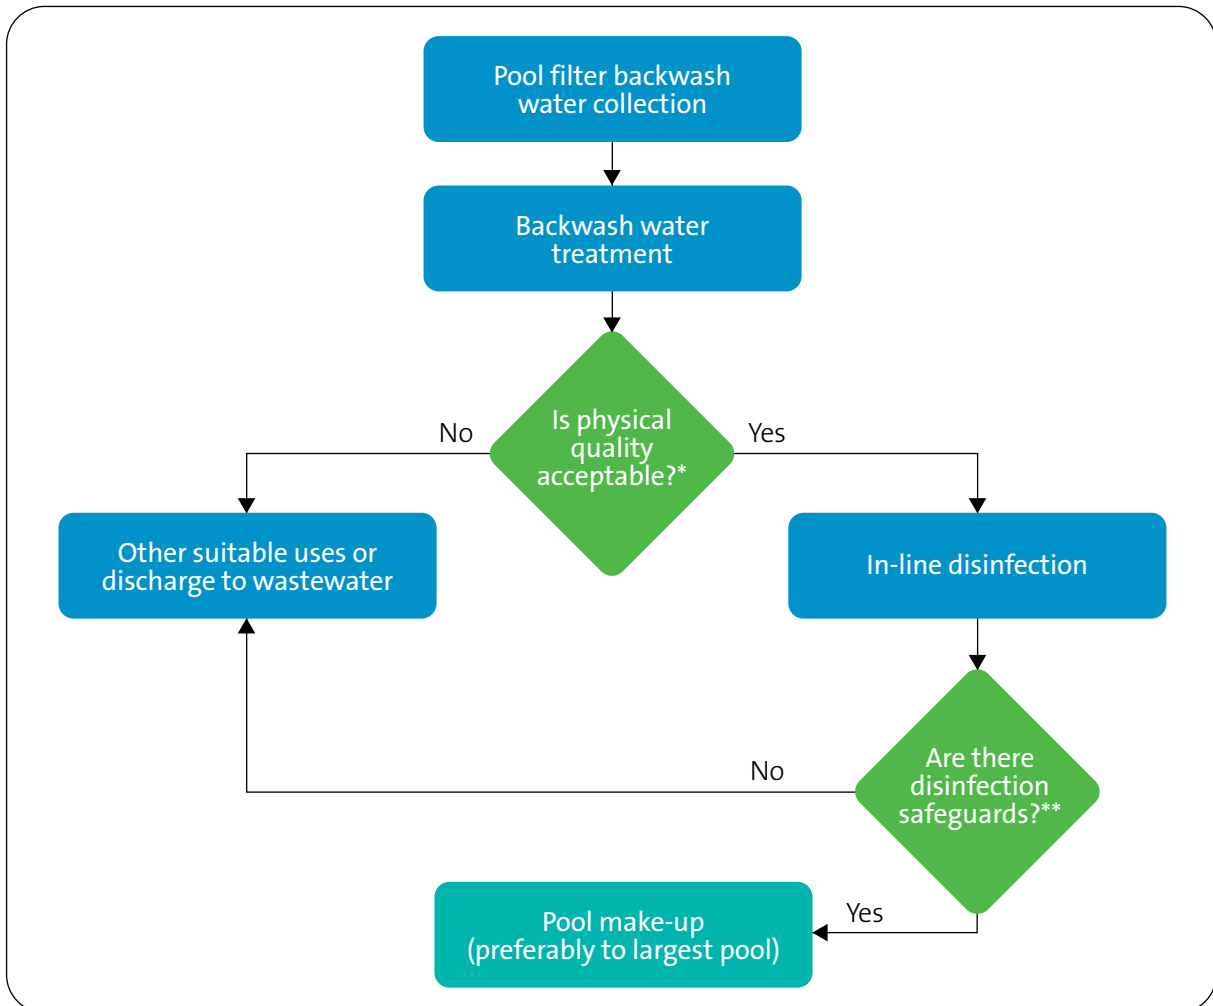 Pool filter backwash
water collection
Backwash water
treatment
Is physical
quality
acceptable?*
No
Yes
Other suitable uses or
discharge to wastewater
In-line disinfection
Are there
disinfection
safeguards?**
No
Yes
Pool make-up
(preferably to largest pool)